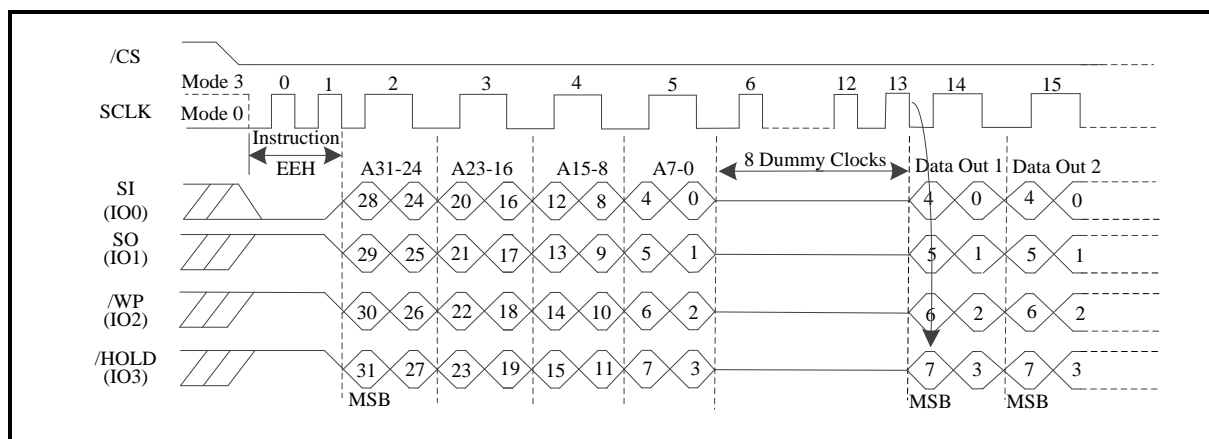 /CS
Mode 3 0 1 2 3 4 5 6 12 13 14 15
SCLK Mode 0
Instruction
EEH A31-24 A23-16 A15-8 A7-0 8 Dummy Clocks Data Out 1 Data Out 2
SI
(IO0) 28 24 20 16 12 8 4 0 4 0 4 0
SO
(IO1) 29 25 21 17 13 9 5 1 5 1 5 1
/WP
(IO2) 30 26 22 18 14 10 6 2 6 2 6 2
/HOLD
(IO3) 31 27 23 19 15 11 7 3 7 3 7 3
MSB MSB MSB